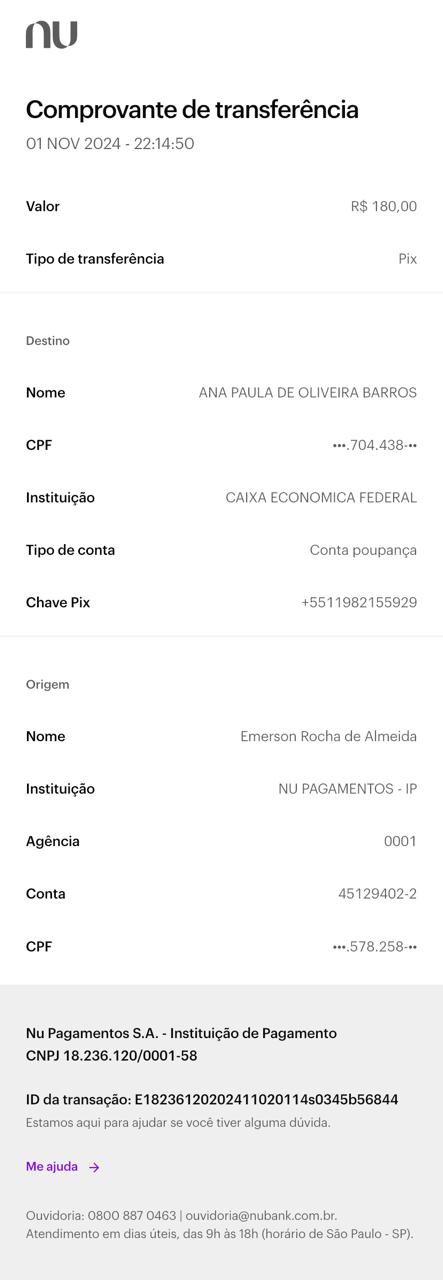 nu
Comprovante de transferência
01 NOV 2024 - 22:14:50
Valor R$ 180,00
Tipo de transferência Pix
Destino
Nome ANA PAULA DE OLIVEIRA BARROS
CPF •••.704.438-••
Instituição CAIXA ECONOMICA FEDERAL
Tipo de conta Conta poupança
Chave Pix +5511982155929
Origem
Nome Emerson Rocha de Almeida
Instituição NU PAGAMENTOS - IP
Agência 0001
Conta 45129402-2
CPF •••.578.258-••
Nu Pagamentos S.A. - Instituição de Pagamento
CNPJ 18.236.120/0001-58
ID da transação: E18236120202411020114s0345b56844
Estamos aqui para ajudar se você tiver alguma dúvida.
Me ajuda →
Ouvidoria: 0800 887 0463 | ouvidoria@nubank.com.br.
Atendimento em dias úteis, das 9h às 18h (horário de São Paulo - SP).